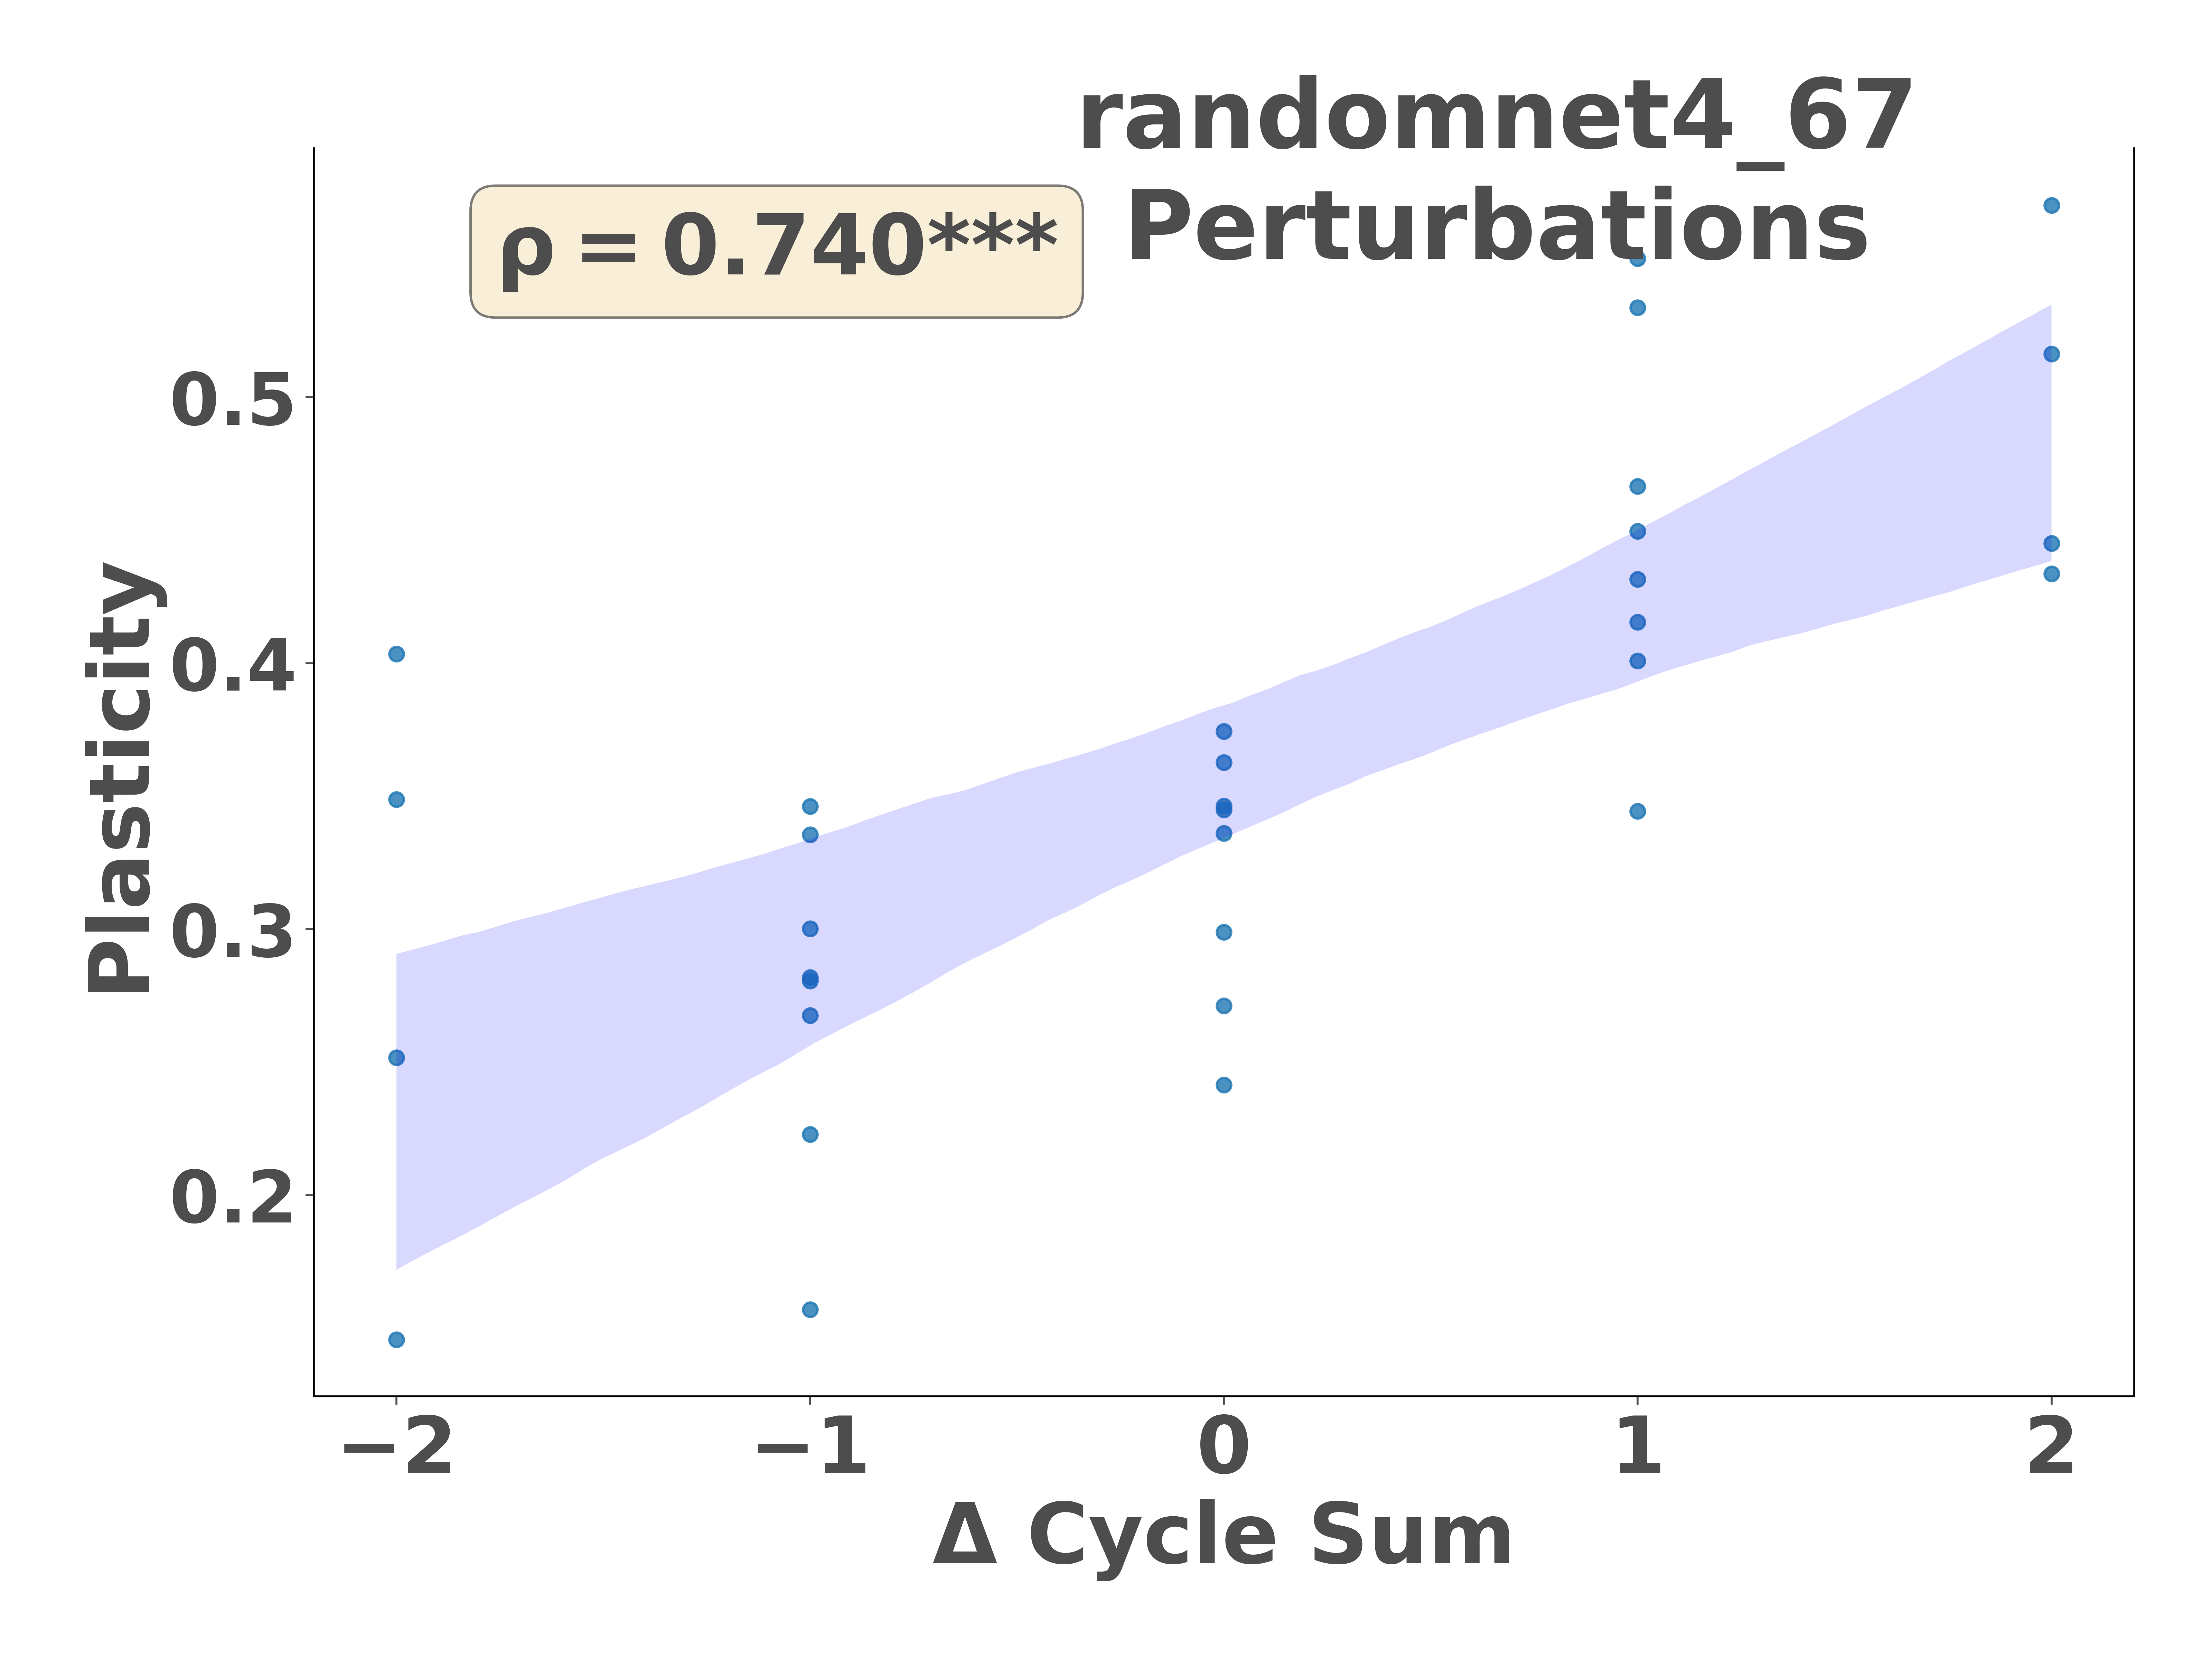 randomnet4_67
Perturbations
ρ = 0.740***
Plasticity
0.5
0.4
0.3
0.2
−2
−1
0
1
2
Δ Cycle Sum